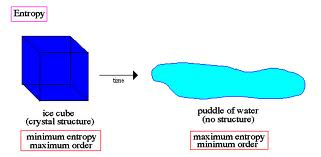 Entropy
time
ice cube
(crystal structure)
minimum entropy
maximum order
puddle of water
(no structure)
maximum entropy
minimum order